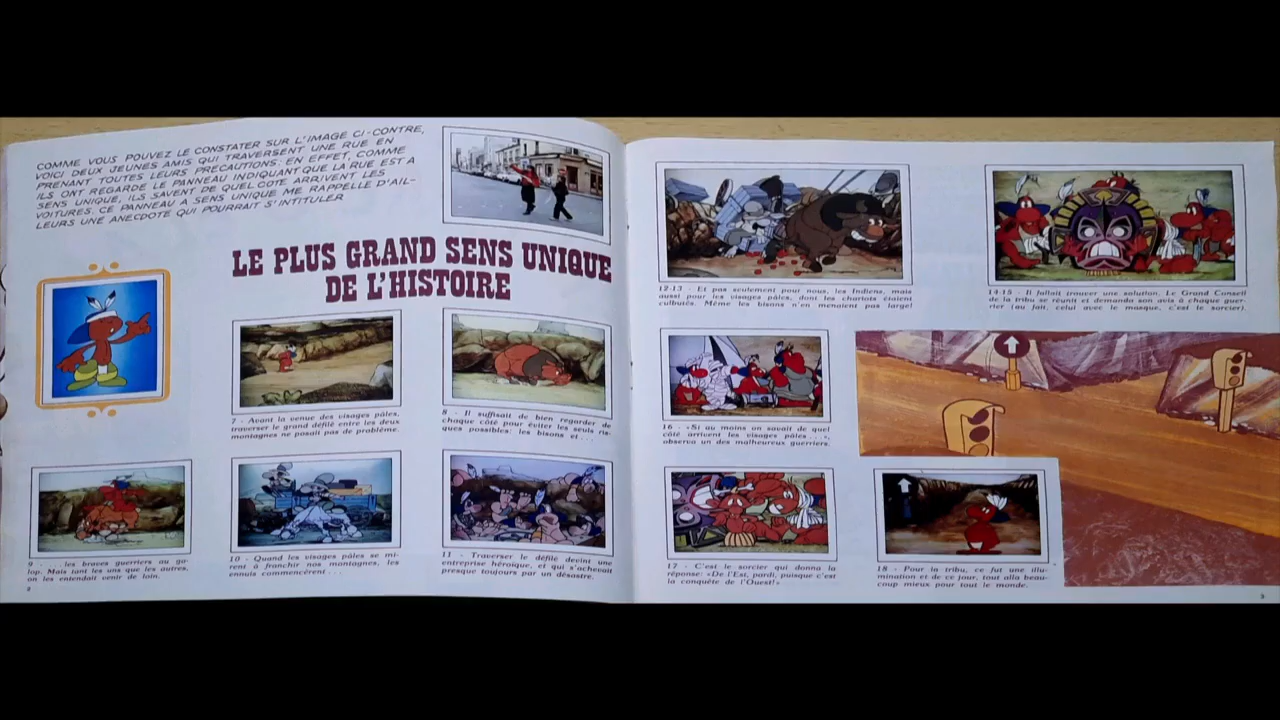 COMME VOUS POUVEZ LE CONSTATER SUR L'IMAGE CI-CONTRE,
VOICI DEUX JEUNES AMIS QUI TRAVERSENT UNE RUE EN
PRENANT TOUTES LEURS PRECAUTIONS: EN EFFET, COMME
ILS ONT REGARDE LE PANNEAU INDIQUANT QUE LA RUE EST A
SENS UNIQUE, ILS SAVENT DE QUEL COTE ARRIVENT LES
VOITURES. CE PANNEAU A SENS UNIQUE ME RAPPELLE D'AIL-
LEURS UNE ANECDOTE QUI POURRAIT S'INTITULER
LE PLUS GRAND SENS UNIQUE
DE L'HISTOIRE
7 - Avant la venue des visages pâles,
traverser le grand défilé entre les deux
montagnes ne posait pas de problème.
8 - Il suffisait de bien regarder de
chaque côté pour éviter les seuls ris-
ques possibles: les bisons et . . .
9 - . . . les braves guerriers au ga-
lop. Mais tant les uns que les autres,
on les entendait venir de loin.
10 - Quand les visages pâles se mi-
rent à franchir nos montagnes, les
ennuis commencèrent . . .
11 - Traverser le défilé devint une
entreprise héroïque, et qui s'achevait
presque toujours par un désastre.
2
12-13 - Et pas seulement pour nous, les Indiens, mais
aussi pour les visages pâles, dont les chariots étaient
culbutés. Même les bisons n'en menaient pas large!
14-15 - Il fallait trouver une solution. Le Grand Conseil
de la tribu se réunit et demanda son avis à chaque guer-
rier (au fait, celui avec le masque, c'est le sorcier).
16 - «Si au moins on savait de quel
côté arrivent les visages pâles . . .»,
observa un des malheureux guerriers.
17 - C'est le sorcier qui donna la
réponse: «De l'Est, pardi, puisque c'est
la conquête de l'Ouest!»
18 - Pour la tribu, ce fut une illu-
mination et de ce jour, tout alla beau-
coup mieux pour tout le monde.
3